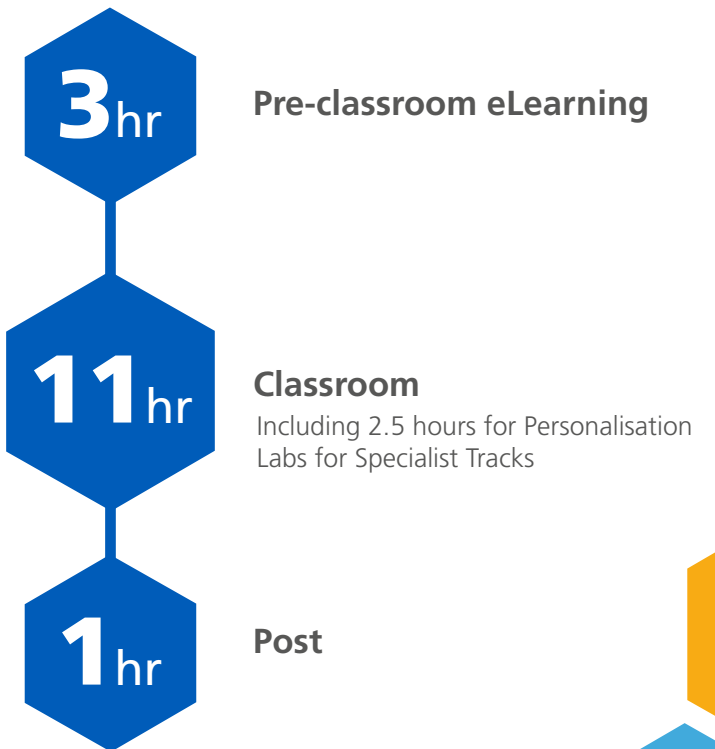 3hr
Pre-classroom eLearning
11hr
Classroom
Including 2.5 hours for Personalisation
Labs for Specialist Tracks
1hr
Post